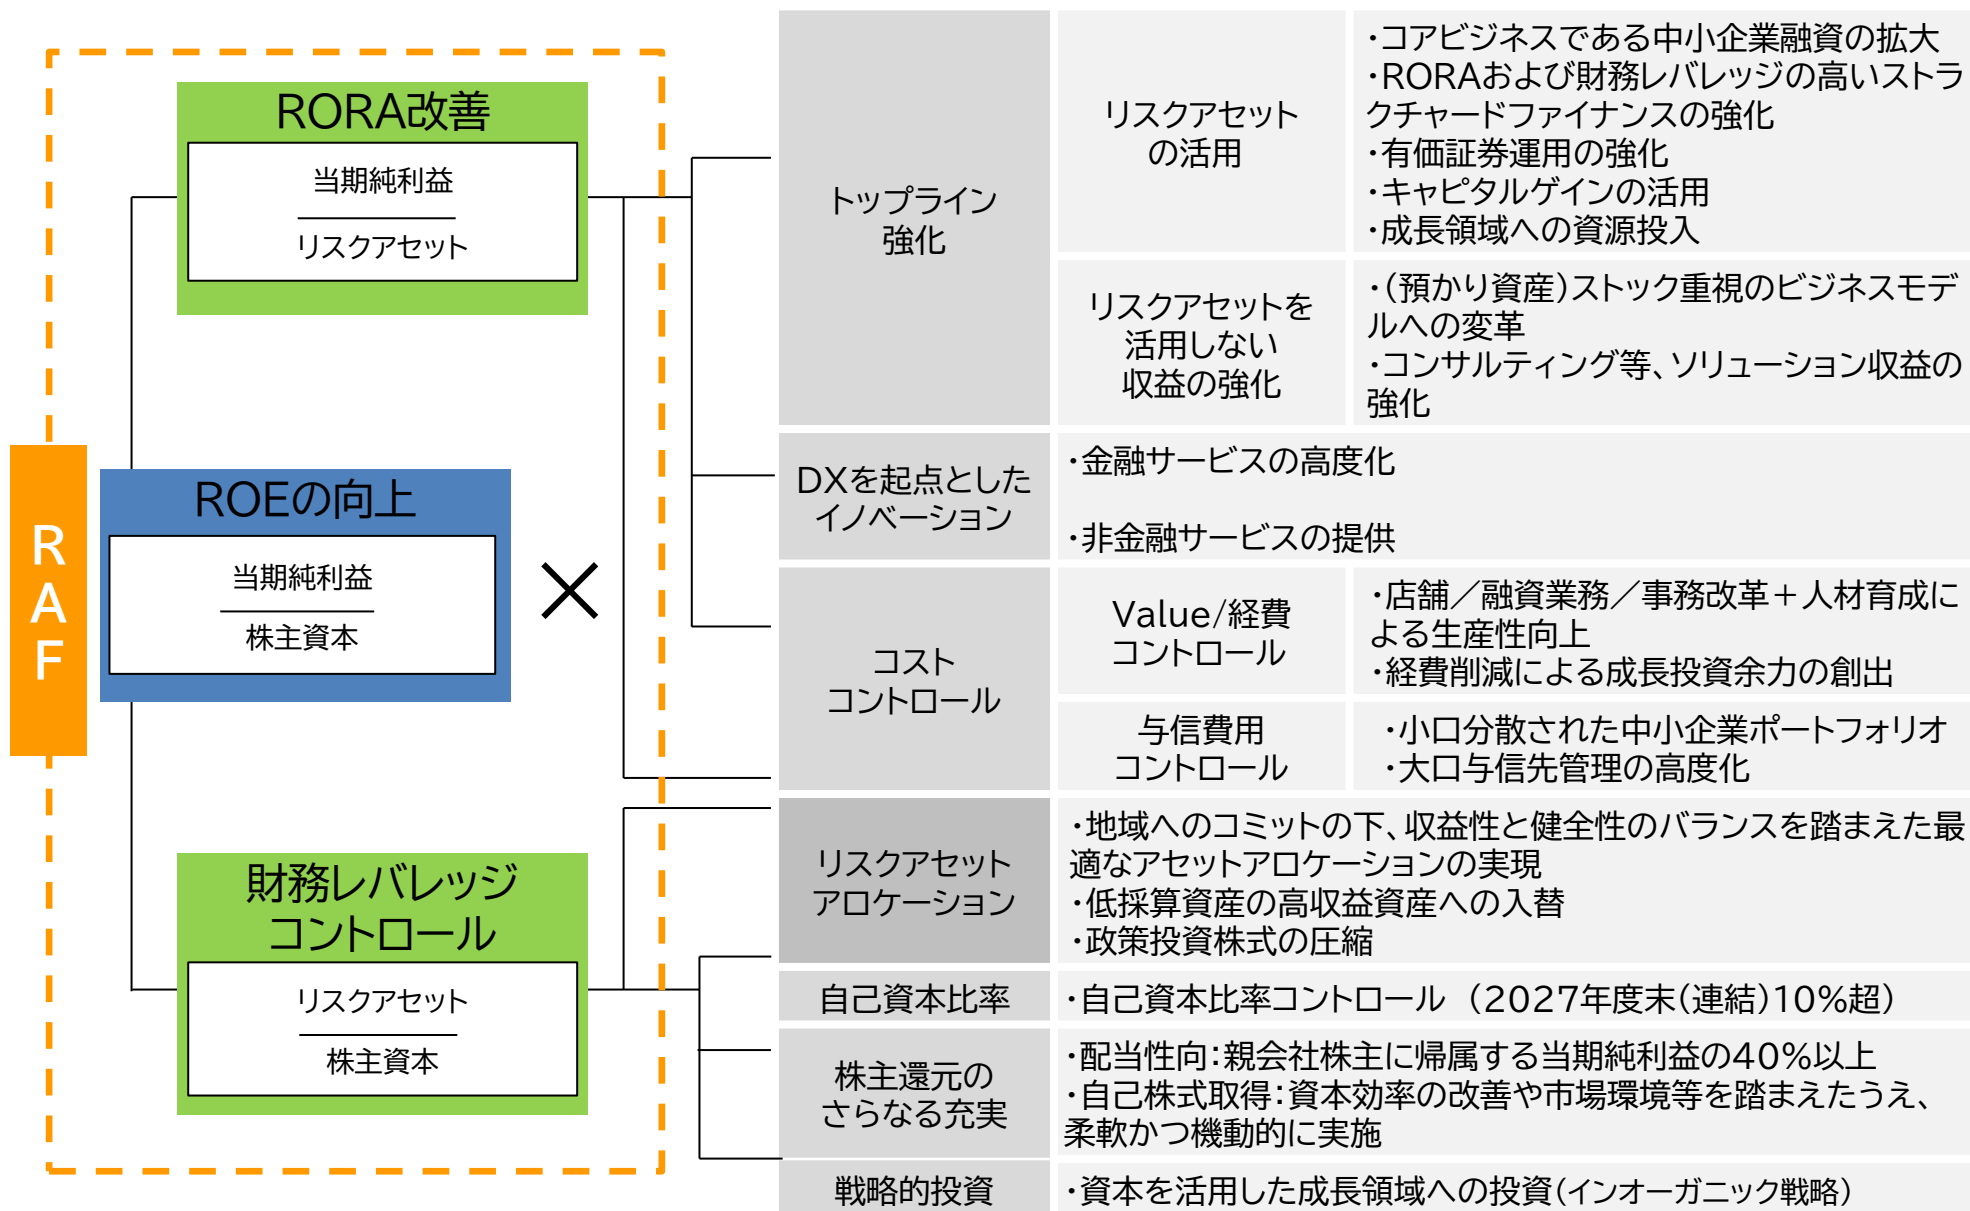 RAF
RORA改善
当期純利益
リスクアセット
ROEの向上
当期純利益
株主資本
×
財務レバレッジ
コントロール
リスクアセット
株主資本
トップライン
強化
リスクアセット
の活用
・コアビジネスである中小企業融資の拡大
・RORAおよび財務レバレッジの高いストラ
クチャードファイナンスの強化
・有価証券運用の強化
・キャピタルゲインの活用
・成長領域への資源投入
リスクアセットを
活用しない
収益の強化
・(預かり資産)ストック重視のビジネスモデ
ルへの変革
・コンサルティング等、ソリューション収益の
強化
DXを起点とした
イノベーション
・金融サービスの高度化
・非金融サービスの提供
コスト
コントロール
Value/経費
コントロール
・店舗／融資業務／事務改革＋人材育成に
よる生産性向上
・経費削減による成長投資余力の創出
与信費用
コントロール
・小口分散された中小企業ポートフォリオ
・大口与信先管理の高度化
リスクアセット
アロケーション
・地域へのコミットの下、収益性と健全性のバランスを踏まえた最
適なアセットアロケーションの実現
・低採算資産の高収益資産への入替
・政策投資株式の圧縮
自己資本比率
・自己資本比率コントロール （2027年度末(連結)10%超）
株主還元の
さらなる充実
・配当性向：親会社株主に帰属する当期純利益の40%以上
・自己株式取得：資本効率の改善や市場環境等を踏まえたうえ、
柔軟かつ機動的に実施
戦略的投資
・資本を活用した成長領域への投資（インオーガニック戦略）